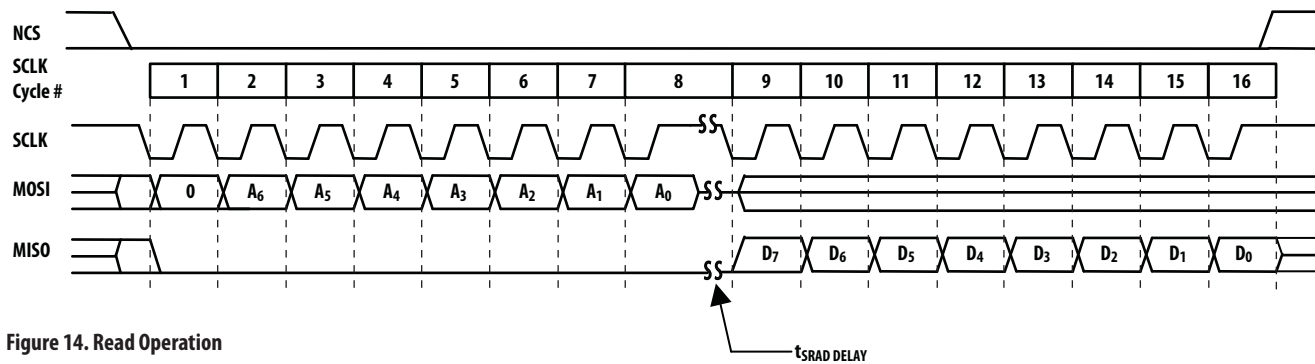 NCS
SCLK
Cycle #
1 2 3 4 5 6 7 8 9 10 11 12 13 14 15 16
SCLK
MOSI
0 A6 A5 A4 A3 A2 A1 A0
MISO
D7 D6 D5 D4 D3 D2 D1 D0
Figure 14. Read Operation
tSRAD DELAY